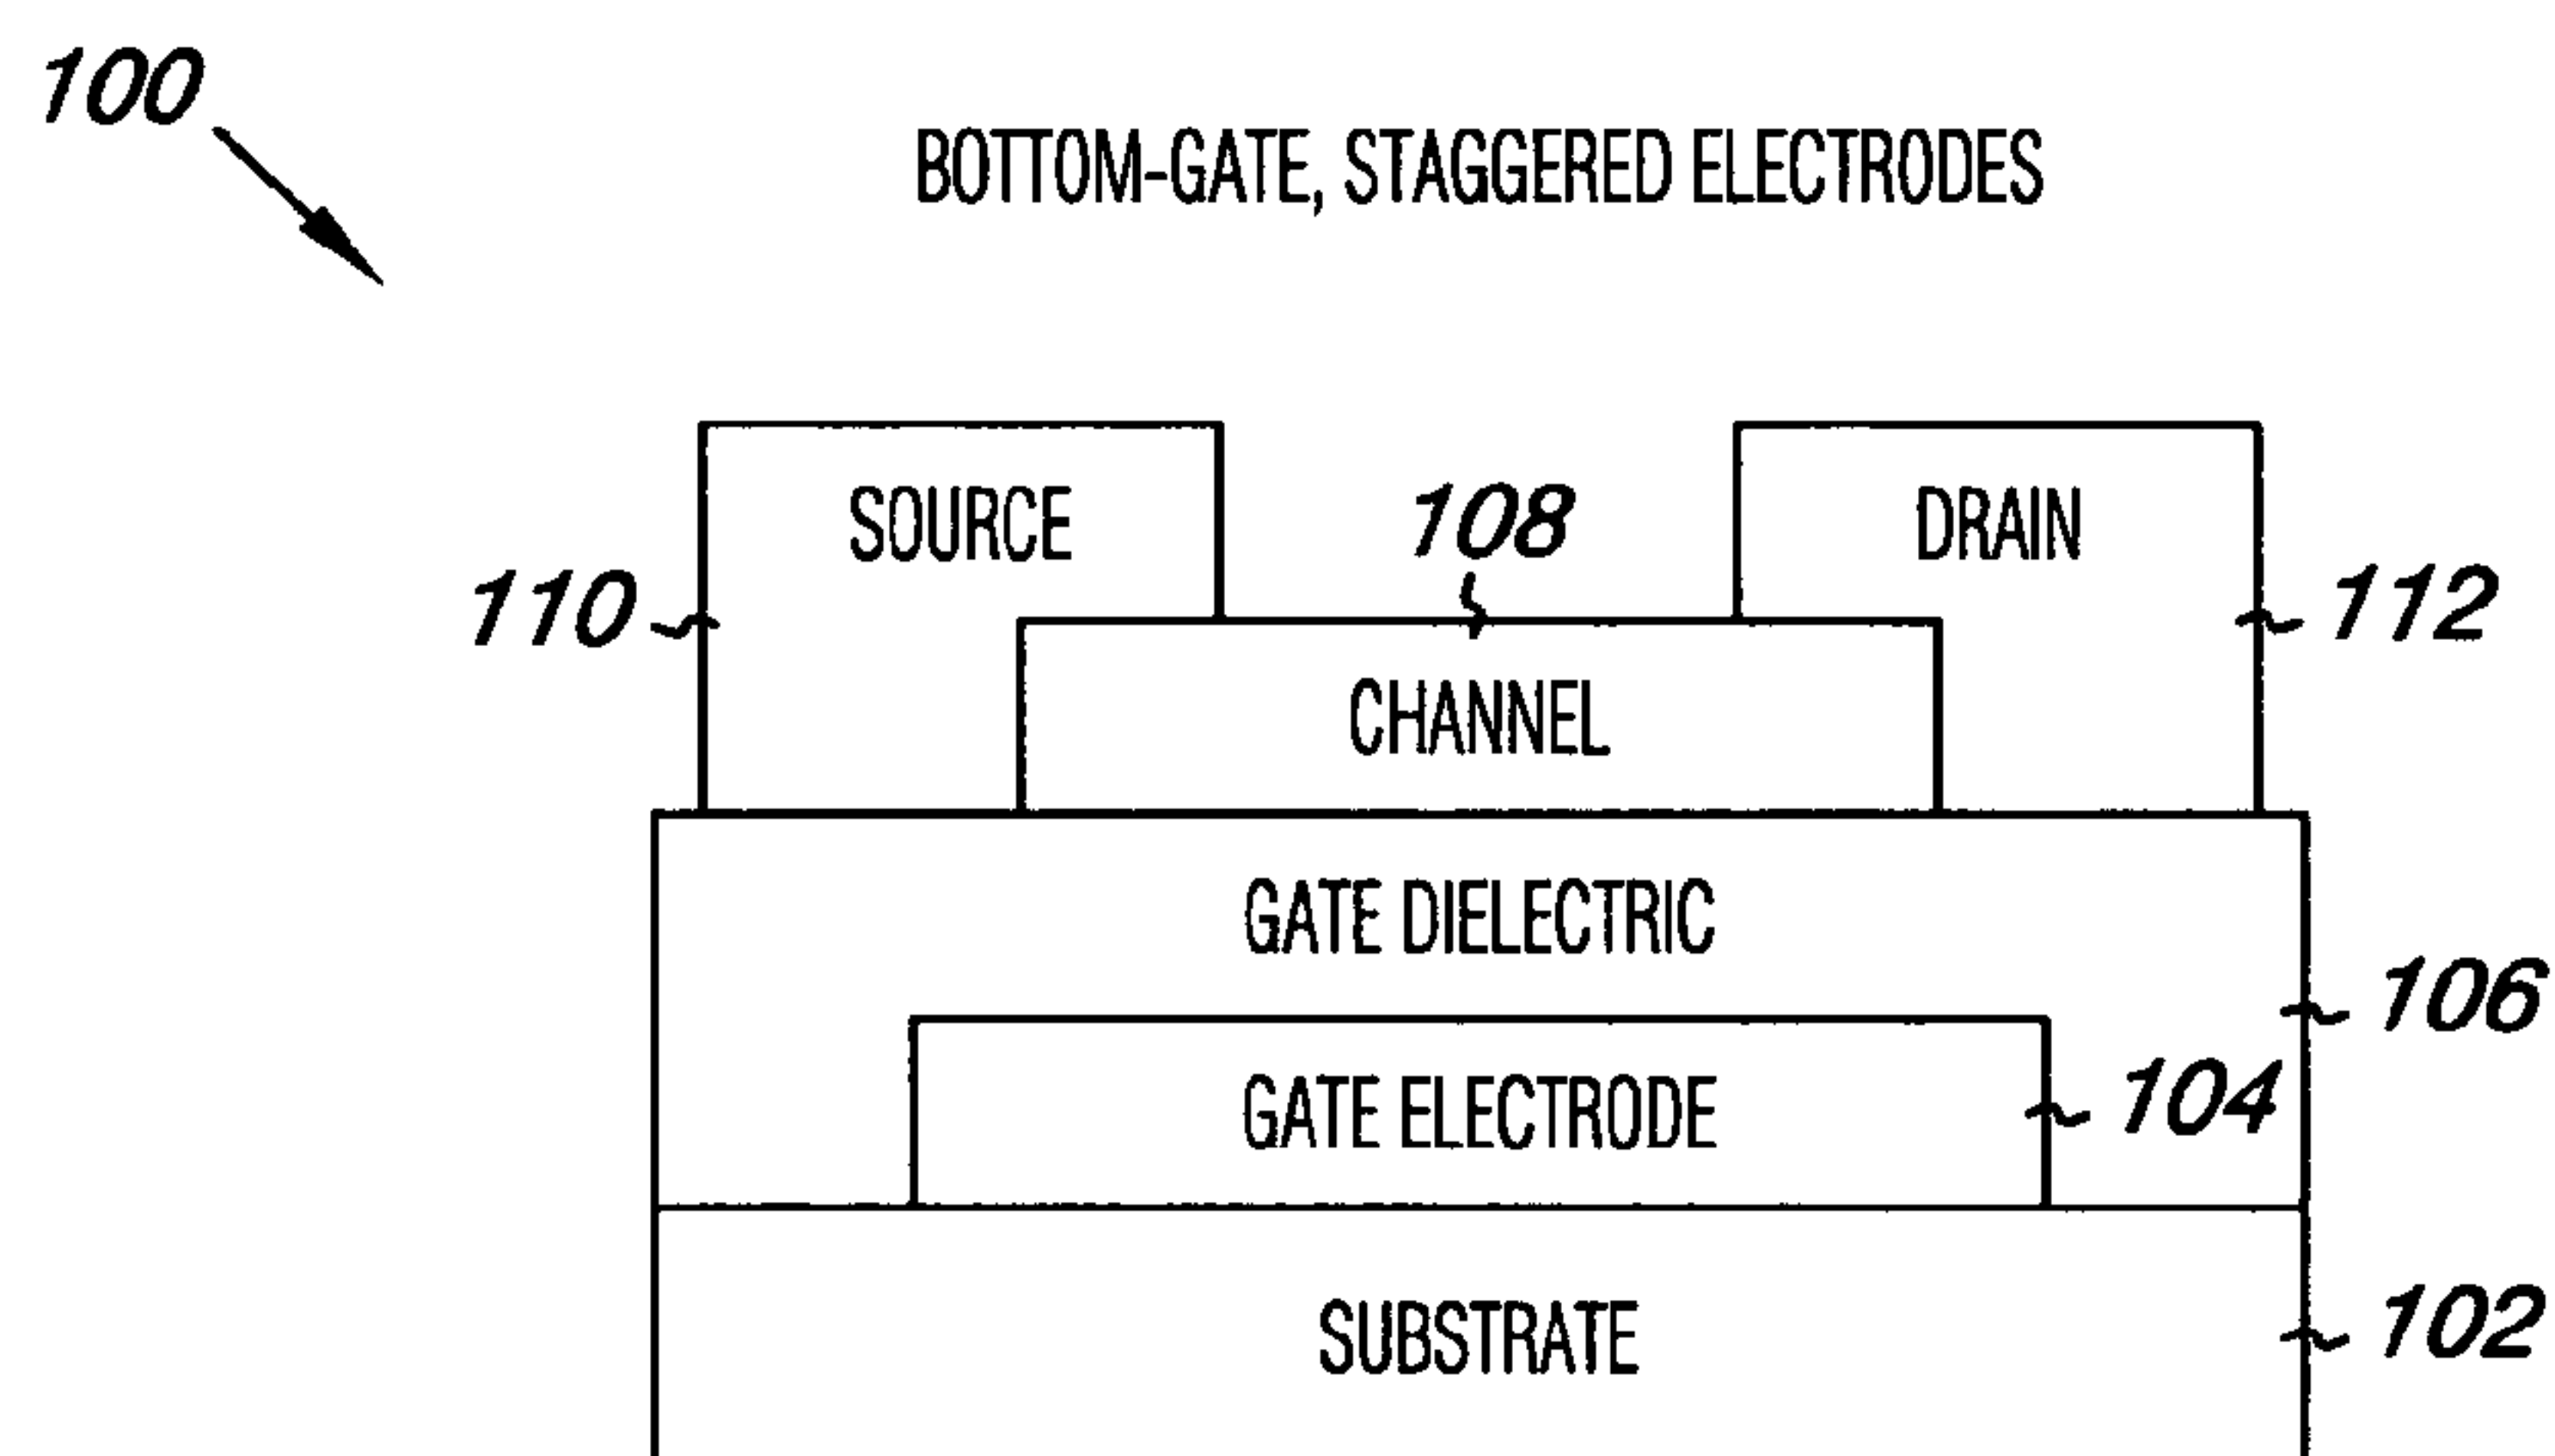 100
BOTTOM-GATE, STAGGERED ELECTRODES
SOURCE
108
DRAIN
110
112
CHANNEL
GATE DIELECTRIC
106
GATE ELECTRODE
104
SUBSTRATE
102